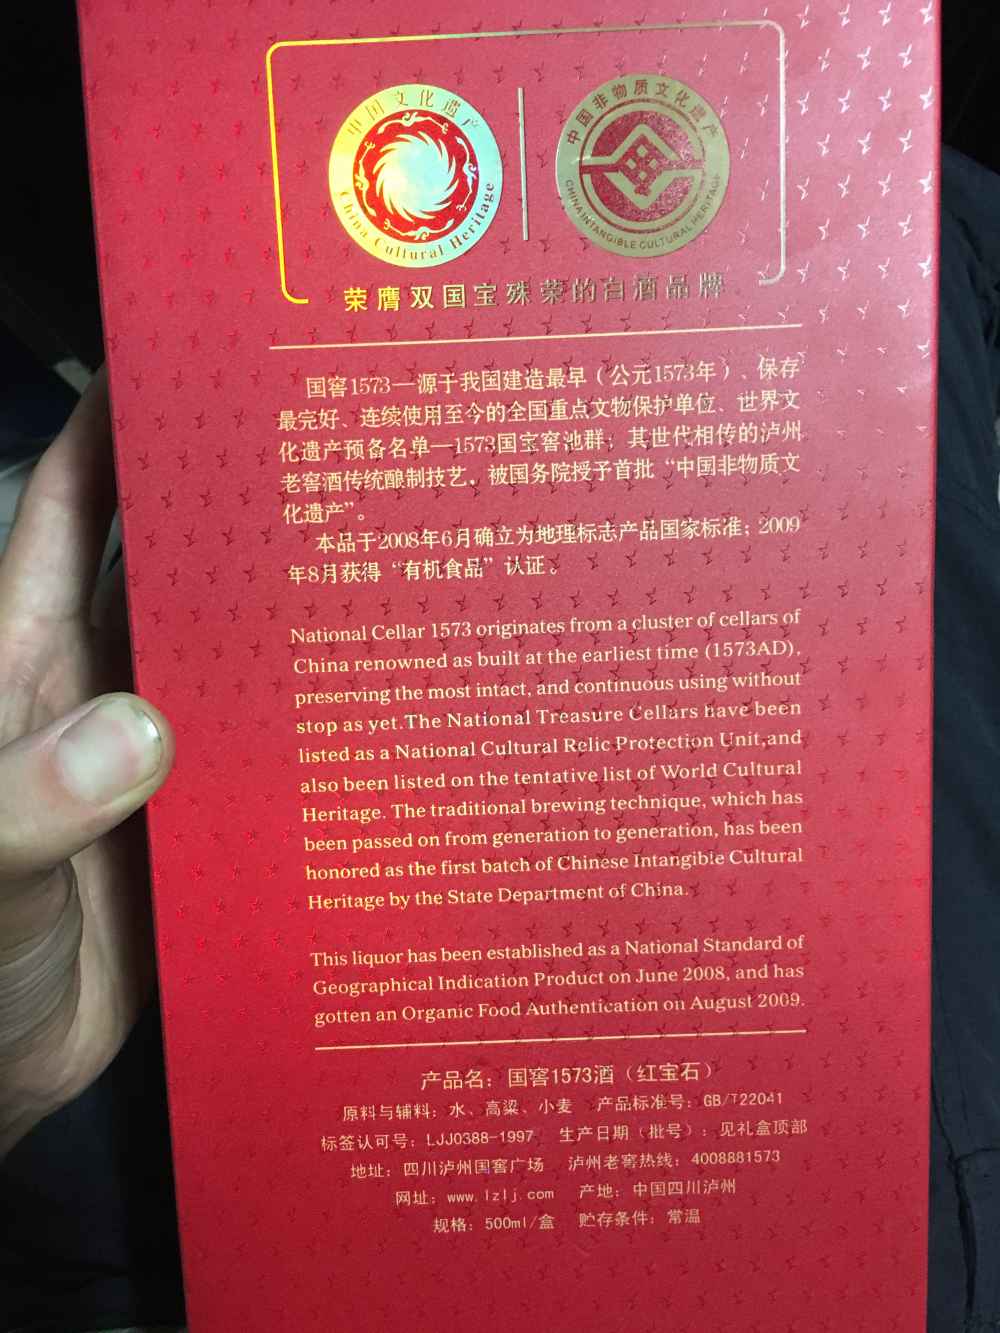 中国文化遗产
China Cultural Heritage
中国非物质文化遗产
CHINA INTANGIBLE CULTURAL HERITAGE
荣膺双国宝殊荣的白酒品牌
国窖1573—源于我国建造最早（公元1573年）、保存
最完好、连续使用至今的全国重点文物保护单位、世界文
化遗产预备名单—1573国宝窖池群；其世代相传的泸州
老窖酒传统酿制技艺，被国务院授予首批“中国非物质文
化遗产”。
本品于2008年6月确立为地理标志产品国家标准；2009
年8月获得“有机食品”认证。
National Cellar 1573 originates from a cluster of cellars of
China renowned as built at the earliest time (1573AD),
preserving the most intact, and continuous using without
stop as yet.The National Treasure Cellars have been
listed as a National Cultural Relic Protection Unit,and
also been listed on the tentative list of World Cultural
Heritage. The traditional brewing technique, which has
been passed on from generation to generation, has been
honored as the first batch of Chinese Intangible Cultural
Heritage by the State Department of China.
This liquor has been established as a National Standard of
Geographical Indication Product on June 2008, and has
gotten an Organic Food Authentication on August 2009.
产品名：国窖1573酒（红宝石）
原料与辅料：水、高粱、小麦 产品标准号：GB/T22041
标签认可号：LJJ0388-1997 生产日期（批号）：见礼盒顶部
地址：四川泸州国窖广场 泸州老窖热线：4008881573
网址：www.lzlj.com 产地：中国四川泸州
规格：500ml/盒 贮存条件：常温